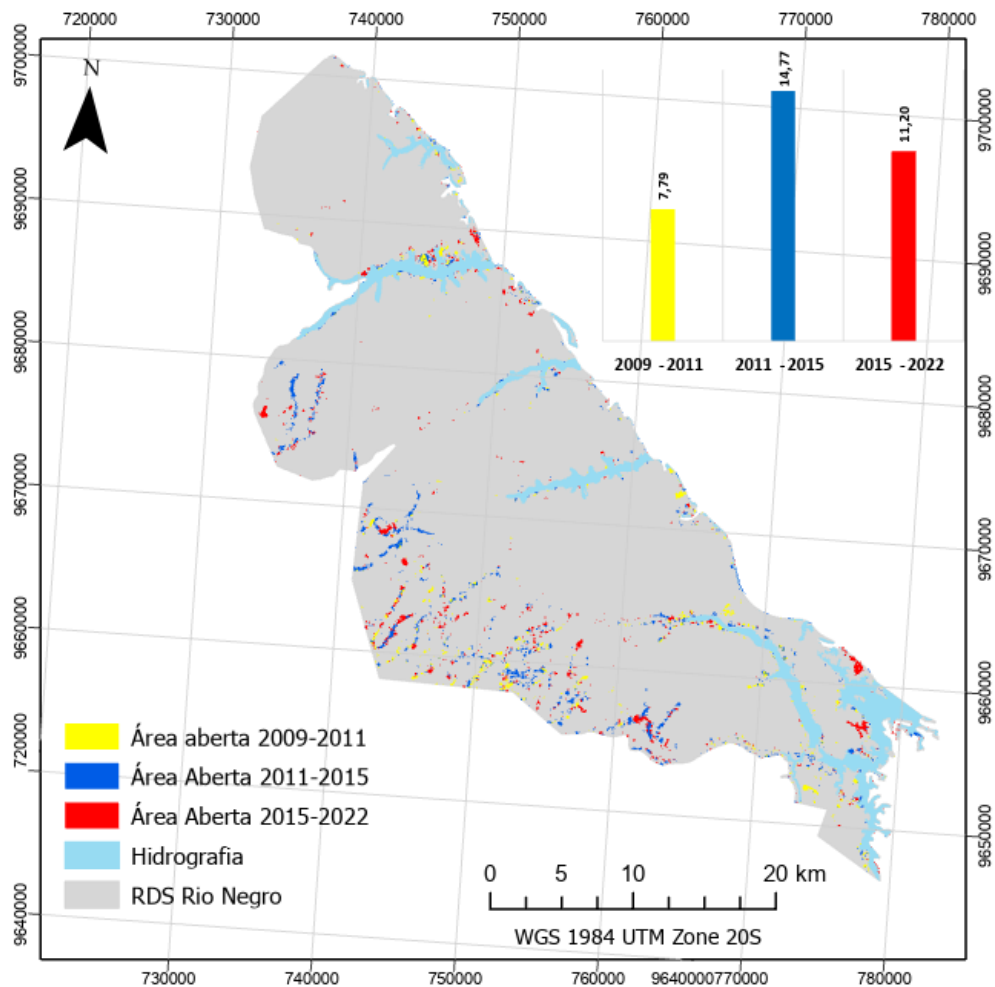 720000 730000 740000 750000 760000 770000 780000
9700000
9690000
9680000
9670000
9660000
720000
9640000
N
7,79
14,77
11,20
2009 -2011
2011 -2015
2015 -2022
9700000
9690000
9680000
9670000
9660000
9650000
Área aberta 2009-2011
Área Aberta 2011-2015
Área Aberta 2015-2022
Hidrografia
RDS Rio Negro
0 5 10 20 km
WGS 1984 UTM Zone 20S
730000 740000 750000 760000 9640000770000 780000